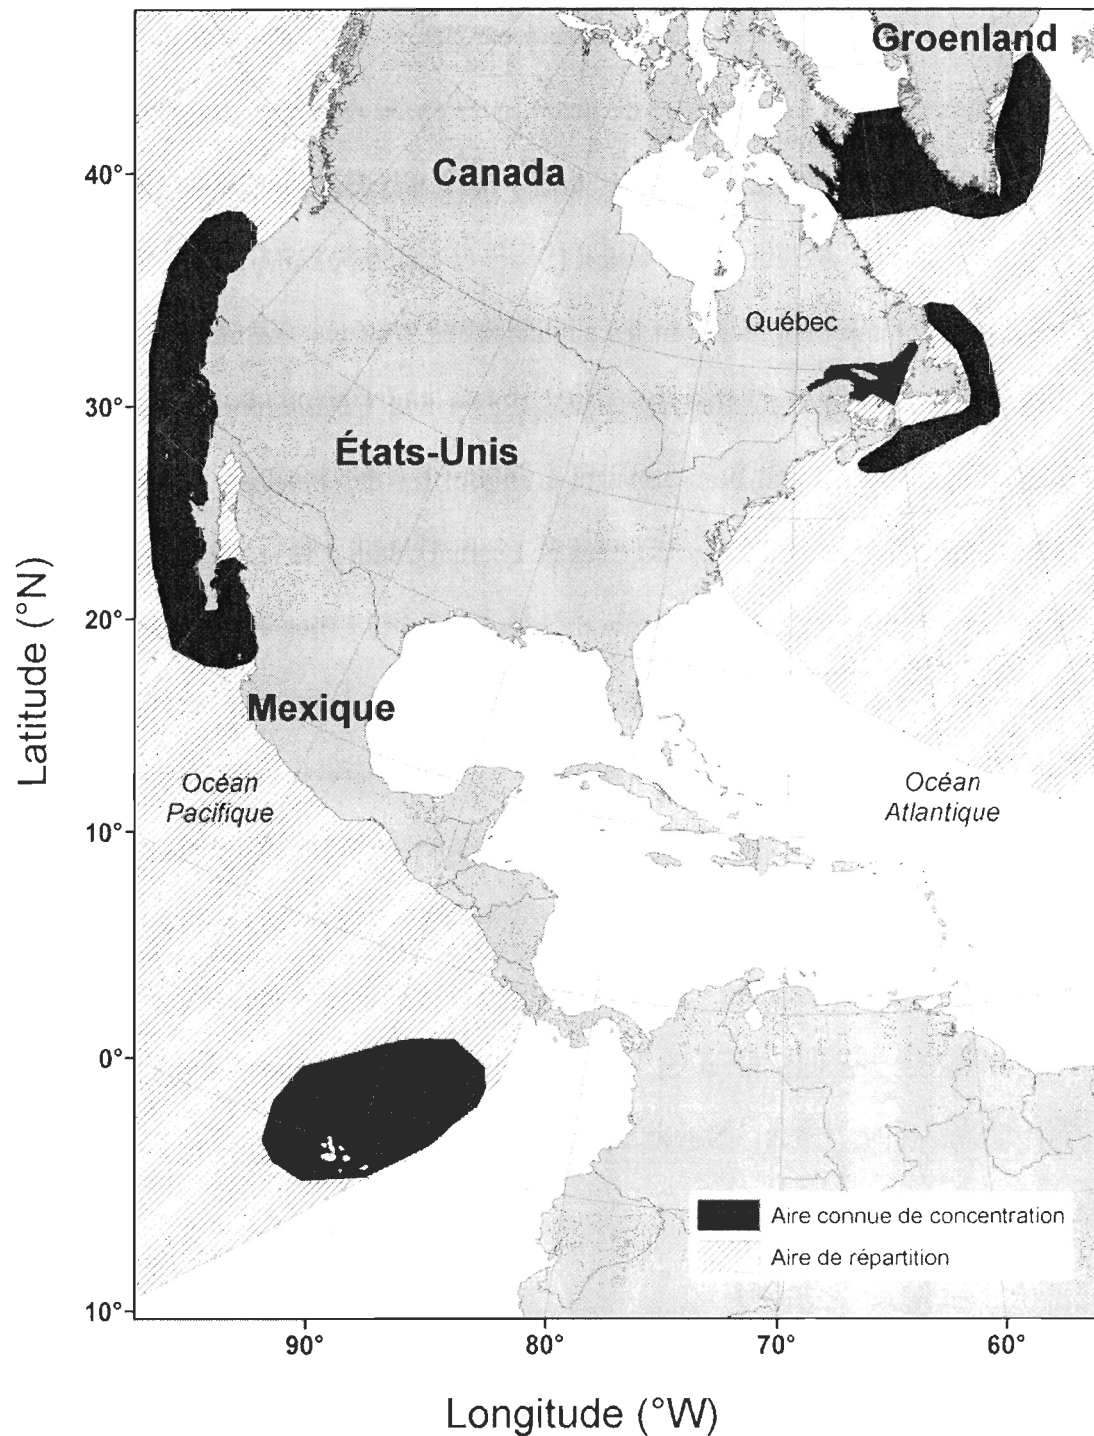 Groenland
Canada
40°
Québec
30°
États-Unis
20°
Mexique
Océan
Pacifique
Océan
Atlantique
10°
0°
Aire connue de concentration
Aire de répartition
10°
90°
80°
70°
60°
Latitude (°N)
Longitude (°W)